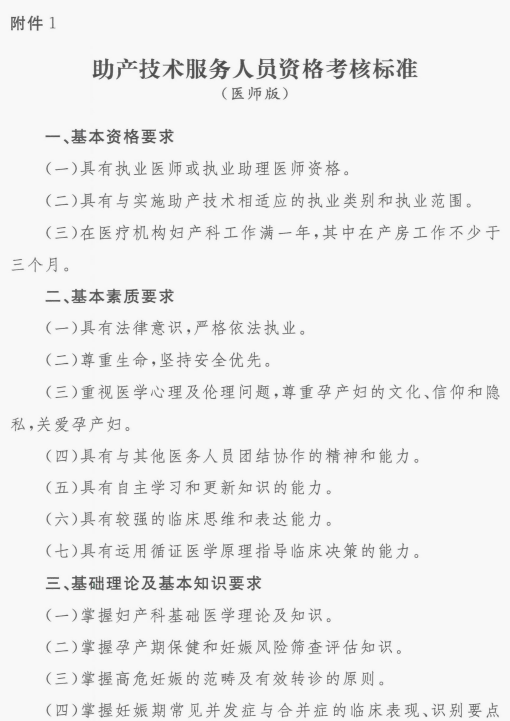 附件 1
助产技术服务人员资格考核标准
(医师版)
一、基本资格要求
(一)具有执业医师或执业助理医师资格。
(二)具有与实施助产技术相适应的执业类别和执业范围。
(三)在医疗机构妇产科工作满一年,其中在产房工作不少于
三个月。
二、基本素质要求
(一)具有法律意识,严格依法执业。
(二)尊重生命,坚持安全优先。
(三)重视医学心理及伦理问题,尊重孕产妇的文化、信仰和隐
私,关爱孕产妇。
(四)具有与其他医务人员团结协作的精神和能力。
(五)具有自主学习和更新知识的能力。
(六)具有较强的临床思维和表达能力。
(七)具有运用循证医学原理指导临床决策的能力。
三、基础理论及基本知识要求
(一)掌握妇产科基础医学理论及知识。
(二)掌握孕产期保健和妊娠风险筛查评估知识。
(三)掌握高危妊娠的范畴及有效转诊的原则。
(四)掌握妊娠期常见并发症与合并症的临床表现、识别要点